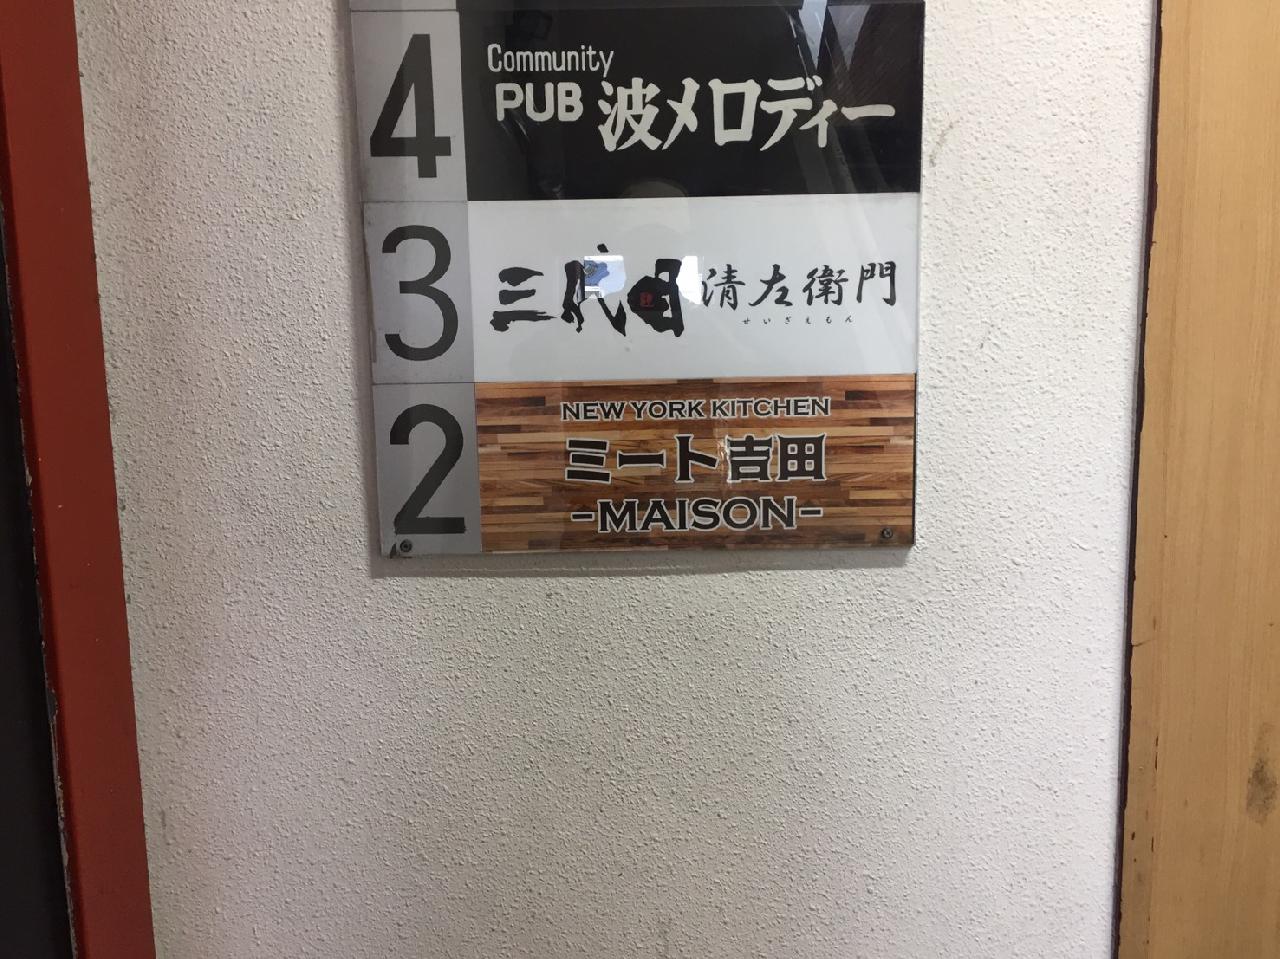 4
Community
PUB 波メロディー
3
三代目 清左衛門
せいざえもん
2
NEW YORK KITCHEN
ミート吉田
-MAISON-